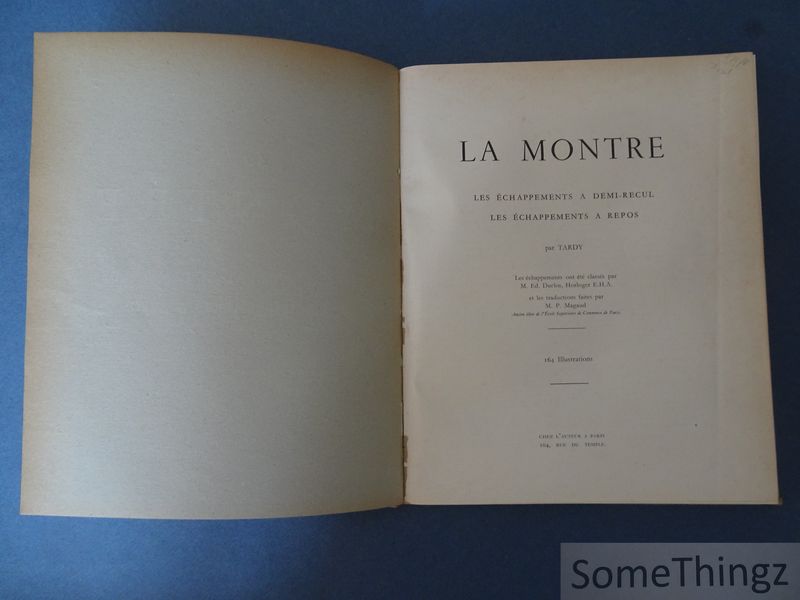 LA MONTRE
LES ÉCHAPPEMENTS A DEMI-RECUL
LES ÉCHAPPEMENTS A REPOS
par TARDY
Les échappements ont été classés par
M. Ed. Horloger E.H.A.
et les traductions faites par
M. P. Magaud
Ancien élève de l'École Supérieure de Commerce de Paris.
164 Illustrations
CHEZ L'AUTEUR A PARIS
164, RUE DU TEMPLE.
SomeThingz